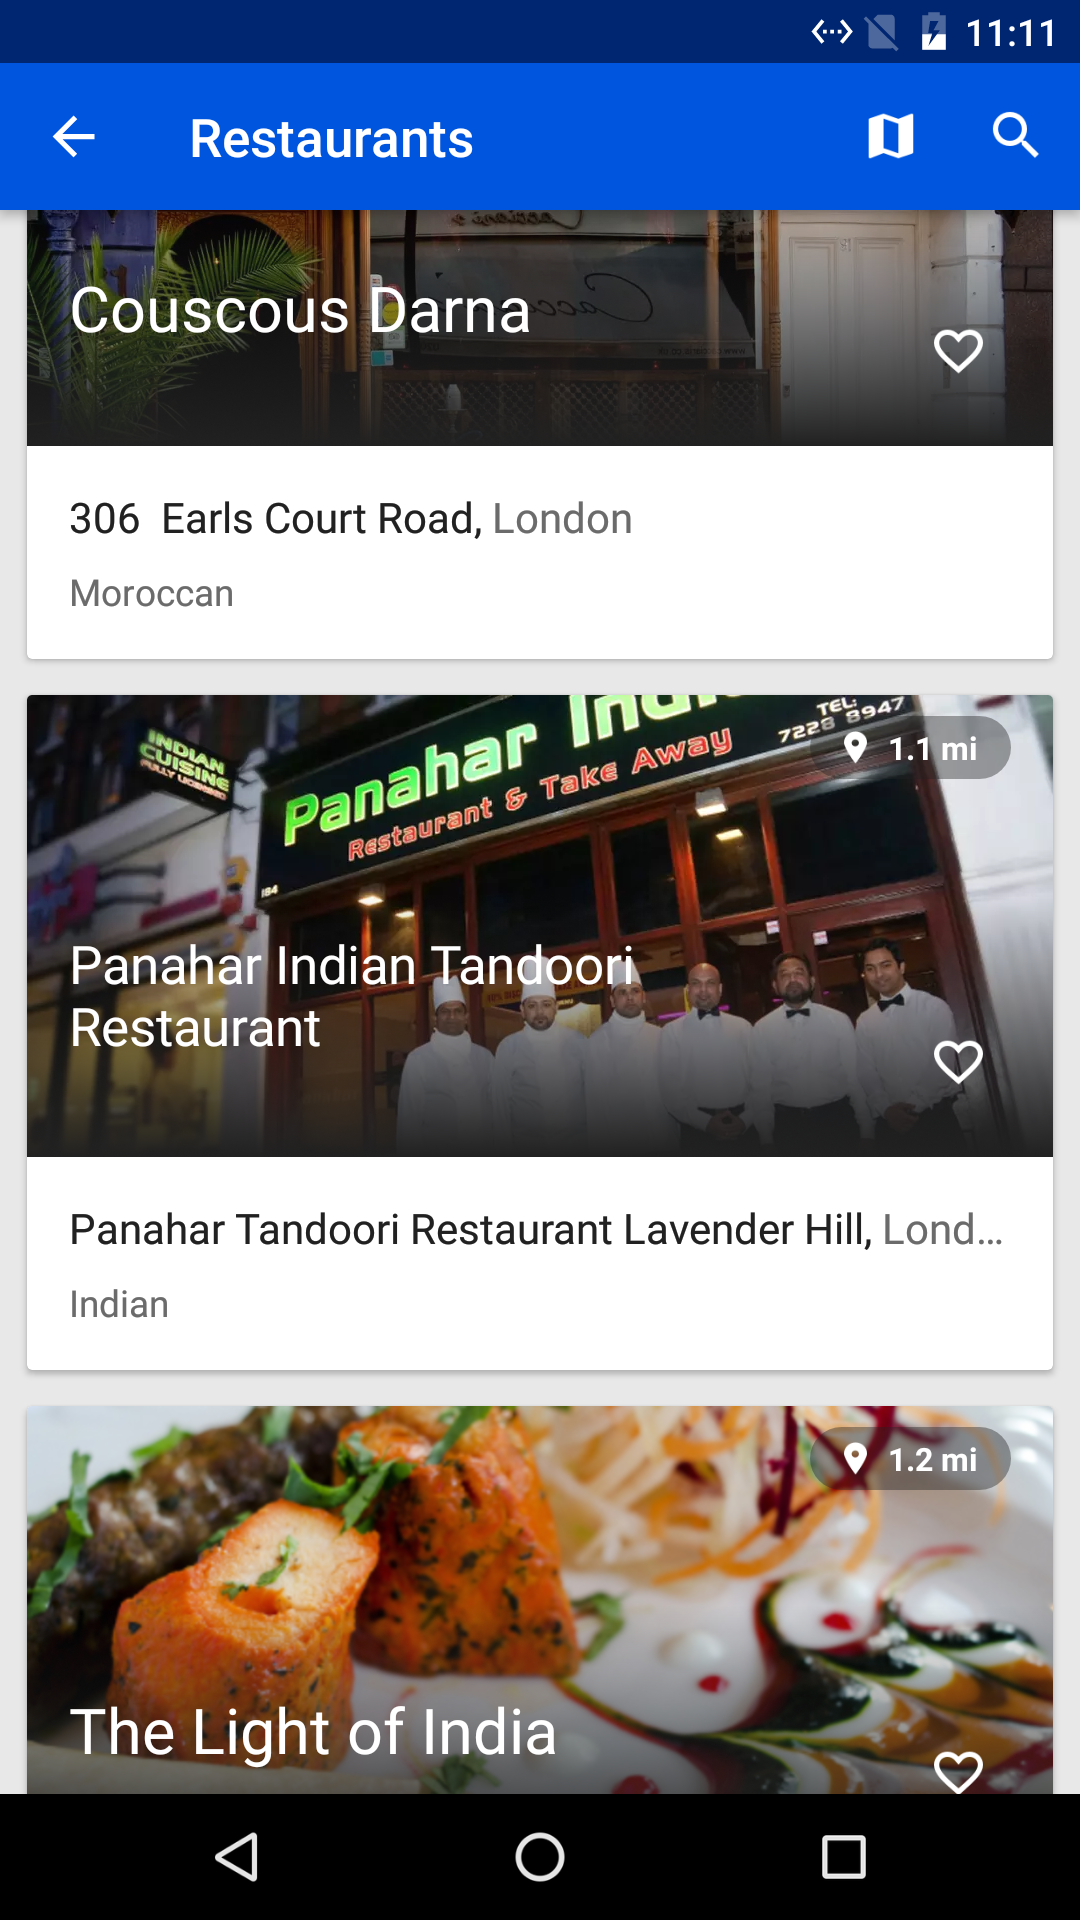 11:11
Restaurants
Couscous Darna
306 Earls Court Road, London
Moroccan
INDIAN
CUISINE
FULLY LICENSED
Panahar
Restaurant & Take Away
TEL:
7228 8947
184
1.1 mi
Panahar Indian Tandoori
Restaurant
Panahar Tandoori Restaurant Lavender Hill, Lond...
Indian
1.2 mi
The Light of India